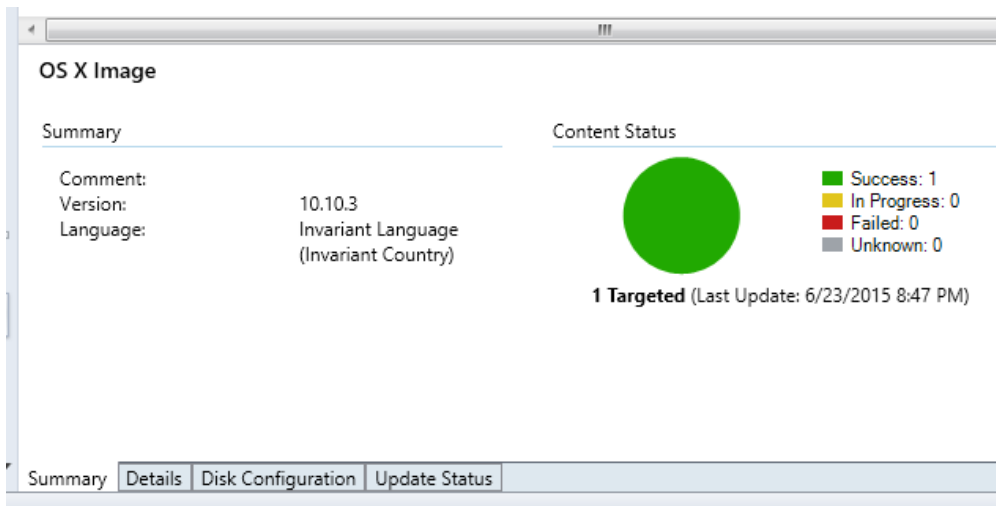 OS X Image
Summary
Comment:
Version: 10.10.3
Language: Invariant Language
(Invariant Country)
Content Status
Success: 1
In Progress: 0
Failed: 0
Unknown: 0
1 Targeted (Last Update: 6/23/2015 8:47 PM)
Summary Details Disk Configuration Update Status